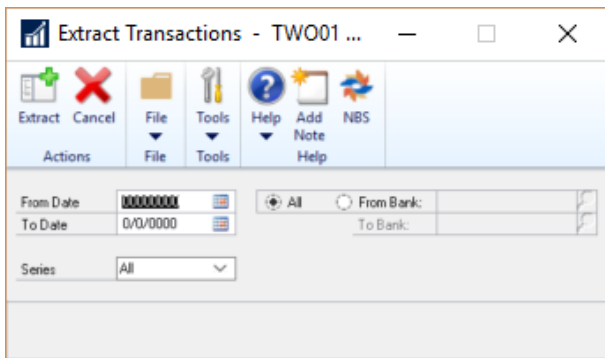 Extract Transactions - TWO01 ...
Extract Cancel File Tools Help Add Note NBS
Actions File Tools Help
From Date All From Bank:
To Date 0/0/0000 To Bank:
Series All